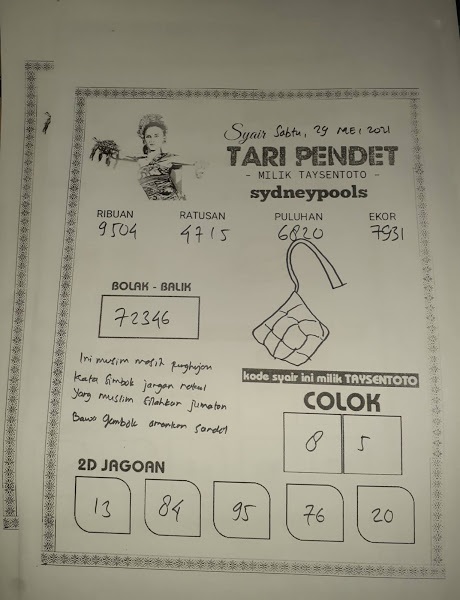 Syair Sabtu, 29 MEI 2021
TARI PENDET
- MILIK TAYSENTOTO -
sydneypools
RIBUAN RATUSAN PULUHAN EKOR
9504 4715 6820 7931
BOLAK - BALIK
72346
Ini musim masih penghujan
kata Simbok jangan nakal
yang muslim silahkan jumatan
Bawa gembok amankan sandal
kode syair ini milik TAYSENTOTO
COLOK
8 5
2D JAGOAN
13 84 95 76 20